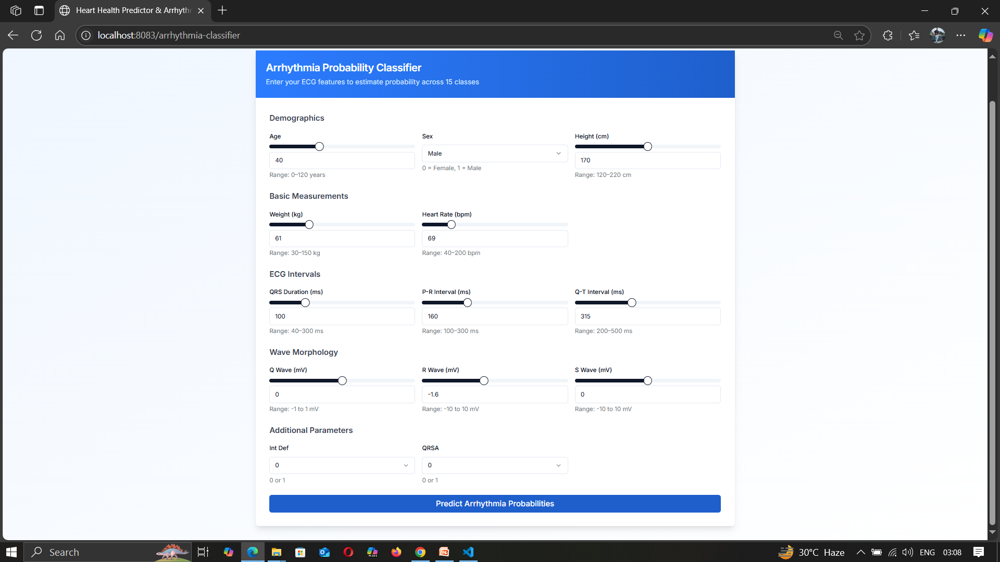 Heart Health Predictor & Arrhyth
localhost:8083/arrhythmia-classifier
Arrhythmia Probability Classifier
Enter your ECG features to estimate probability across 15 classes
Demographics
Age
Sex
Height (cm)
40
Male
170
Range: 0–120 years
0 = Female, 1 = Male
Range: 120–220 cm
Basic Measurements
Weight (kg)
Heart Rate (bpm)
61
69
Range: 30–150 kg
Range: 40–200 bpm
ECG Intervals
QRS Duration (ms)
P-R Interval (ms)
Q-T Interval (ms)
100
160
315
Range: 40–300 ms
Range: 100–300 ms
Range: 200–500 ms
Wave Morphology
Q Wave (mV)
R Wave (mV)
S Wave (mV)
0
-1.6
0
Range: -1 to 1 mV
Range: -10 to 10 mV
Range: -10 to 10 mV
Additional Parameters
Int Def
QRSA
0
0
0 or 1
0 or 1
Predict Arrhythmia Probabilities
Search
M365
30°C Haze
ENG
03:08